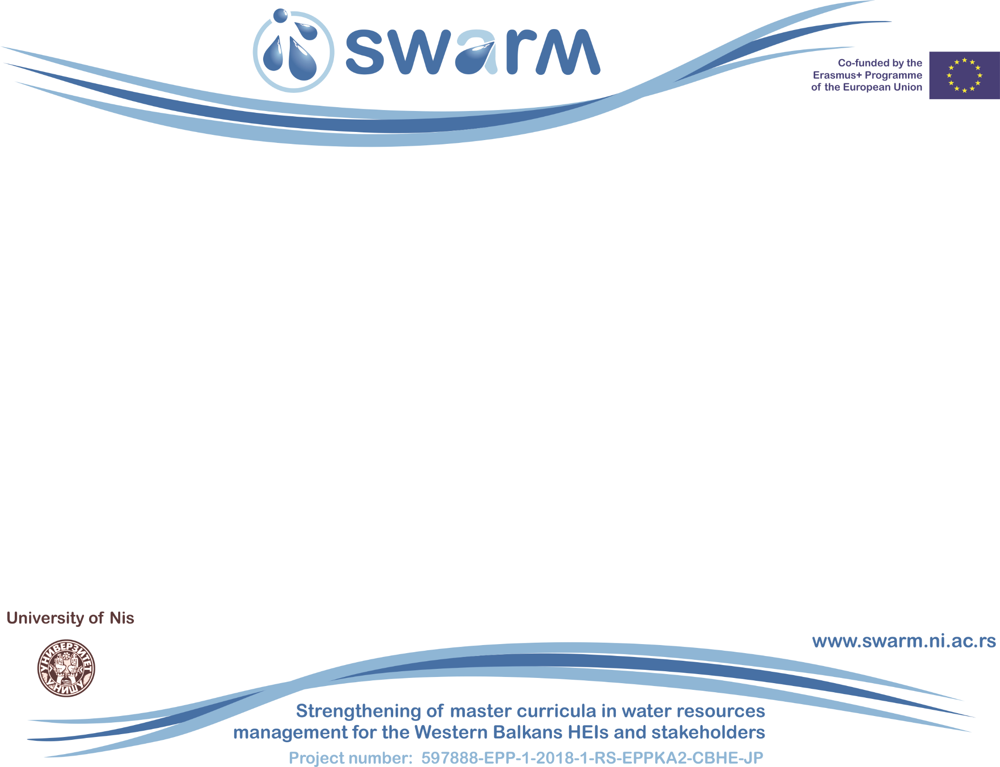 swarm
Co-funded by the
Erasmus+ Programme
of the European Union
University of Nis
УНИВЕРЗИТЕТ
У НИШУ
www.swarm.ni.ac.rs
Strengthening of master curricula in water resources
management for the Western Balkans HEIs and stakeholders
Project number: 597888-EPP-1-2018-1-RS-EPPKA2-CBHE-JP